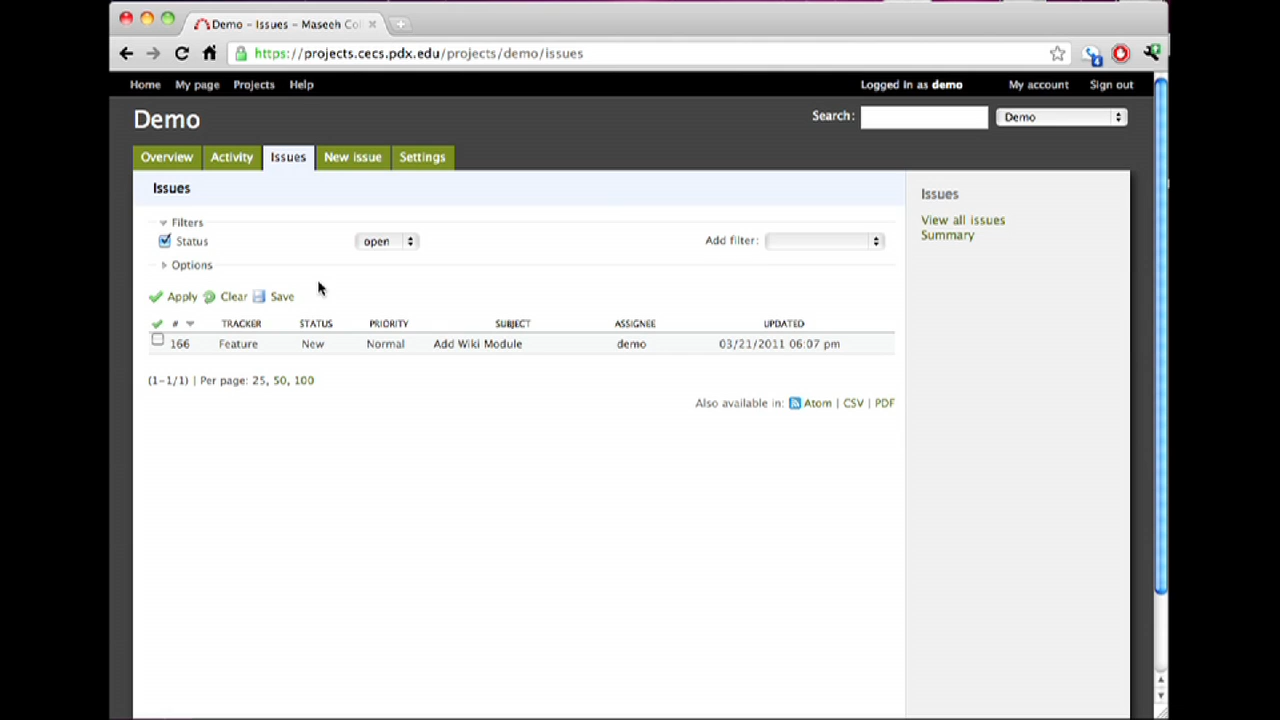 Demo – Issues – Maseeh Col
https://projects.cecs.pdx.edu/projects/demo/issues
4
Home My page Projects Help Logged in as demo My account Sign out
Demo Search: Demo
Overview Activity Issues New issue Settings
Issues
Issues
View all issues
Summary
Filters
Status open Add filter:
Options
Apply Clear Save
# TRACKER STATUS PRIORITY SUBJECT ASSIGNEE UPDATED
166 Feature New Normal Add Wiki Module demo 03/21/2011 06:07 pm
(1-1/1) | Per page: 25, 50, 100
Also available in: Atom | CSV | PDF